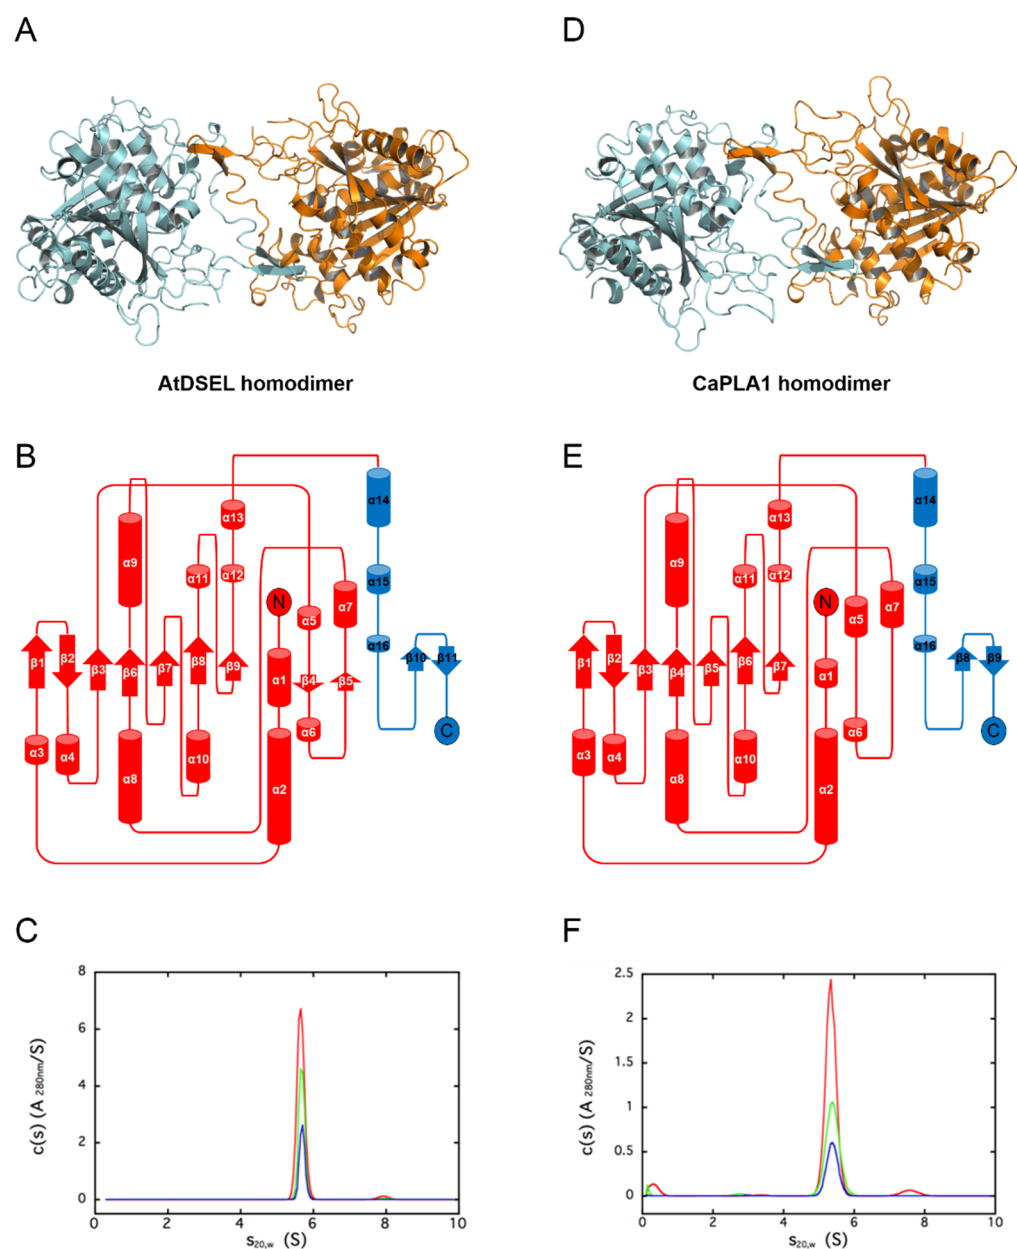 A
D
AtDSEL homodimer
CaPLA1 homodimer
B
E
α14
α13
α9
α11
α12
α15
N
α5
α7
β1
β2
β3
β6
β7
β8
β9
α1
β4
β5
α16
β10
β11
C
α3
α4
α8
α10
α2
α6
α14
α13
α9
α11
α12
α15
N
α5
α7
β1
β2
β3
β4
β5
β6
β7
α1
α16
β8
β9
C
α3
α4
α8
α10
α2
α6
C
F
8
6
4
2
0
c(s) (A 280nm/S)
0 2 4 6 8 10
s20,w (S)
2.5
2
1.5
1
0.5
0
c(s) (A 280nm/S)
0 2 4 6 8 10
s20,w (S)